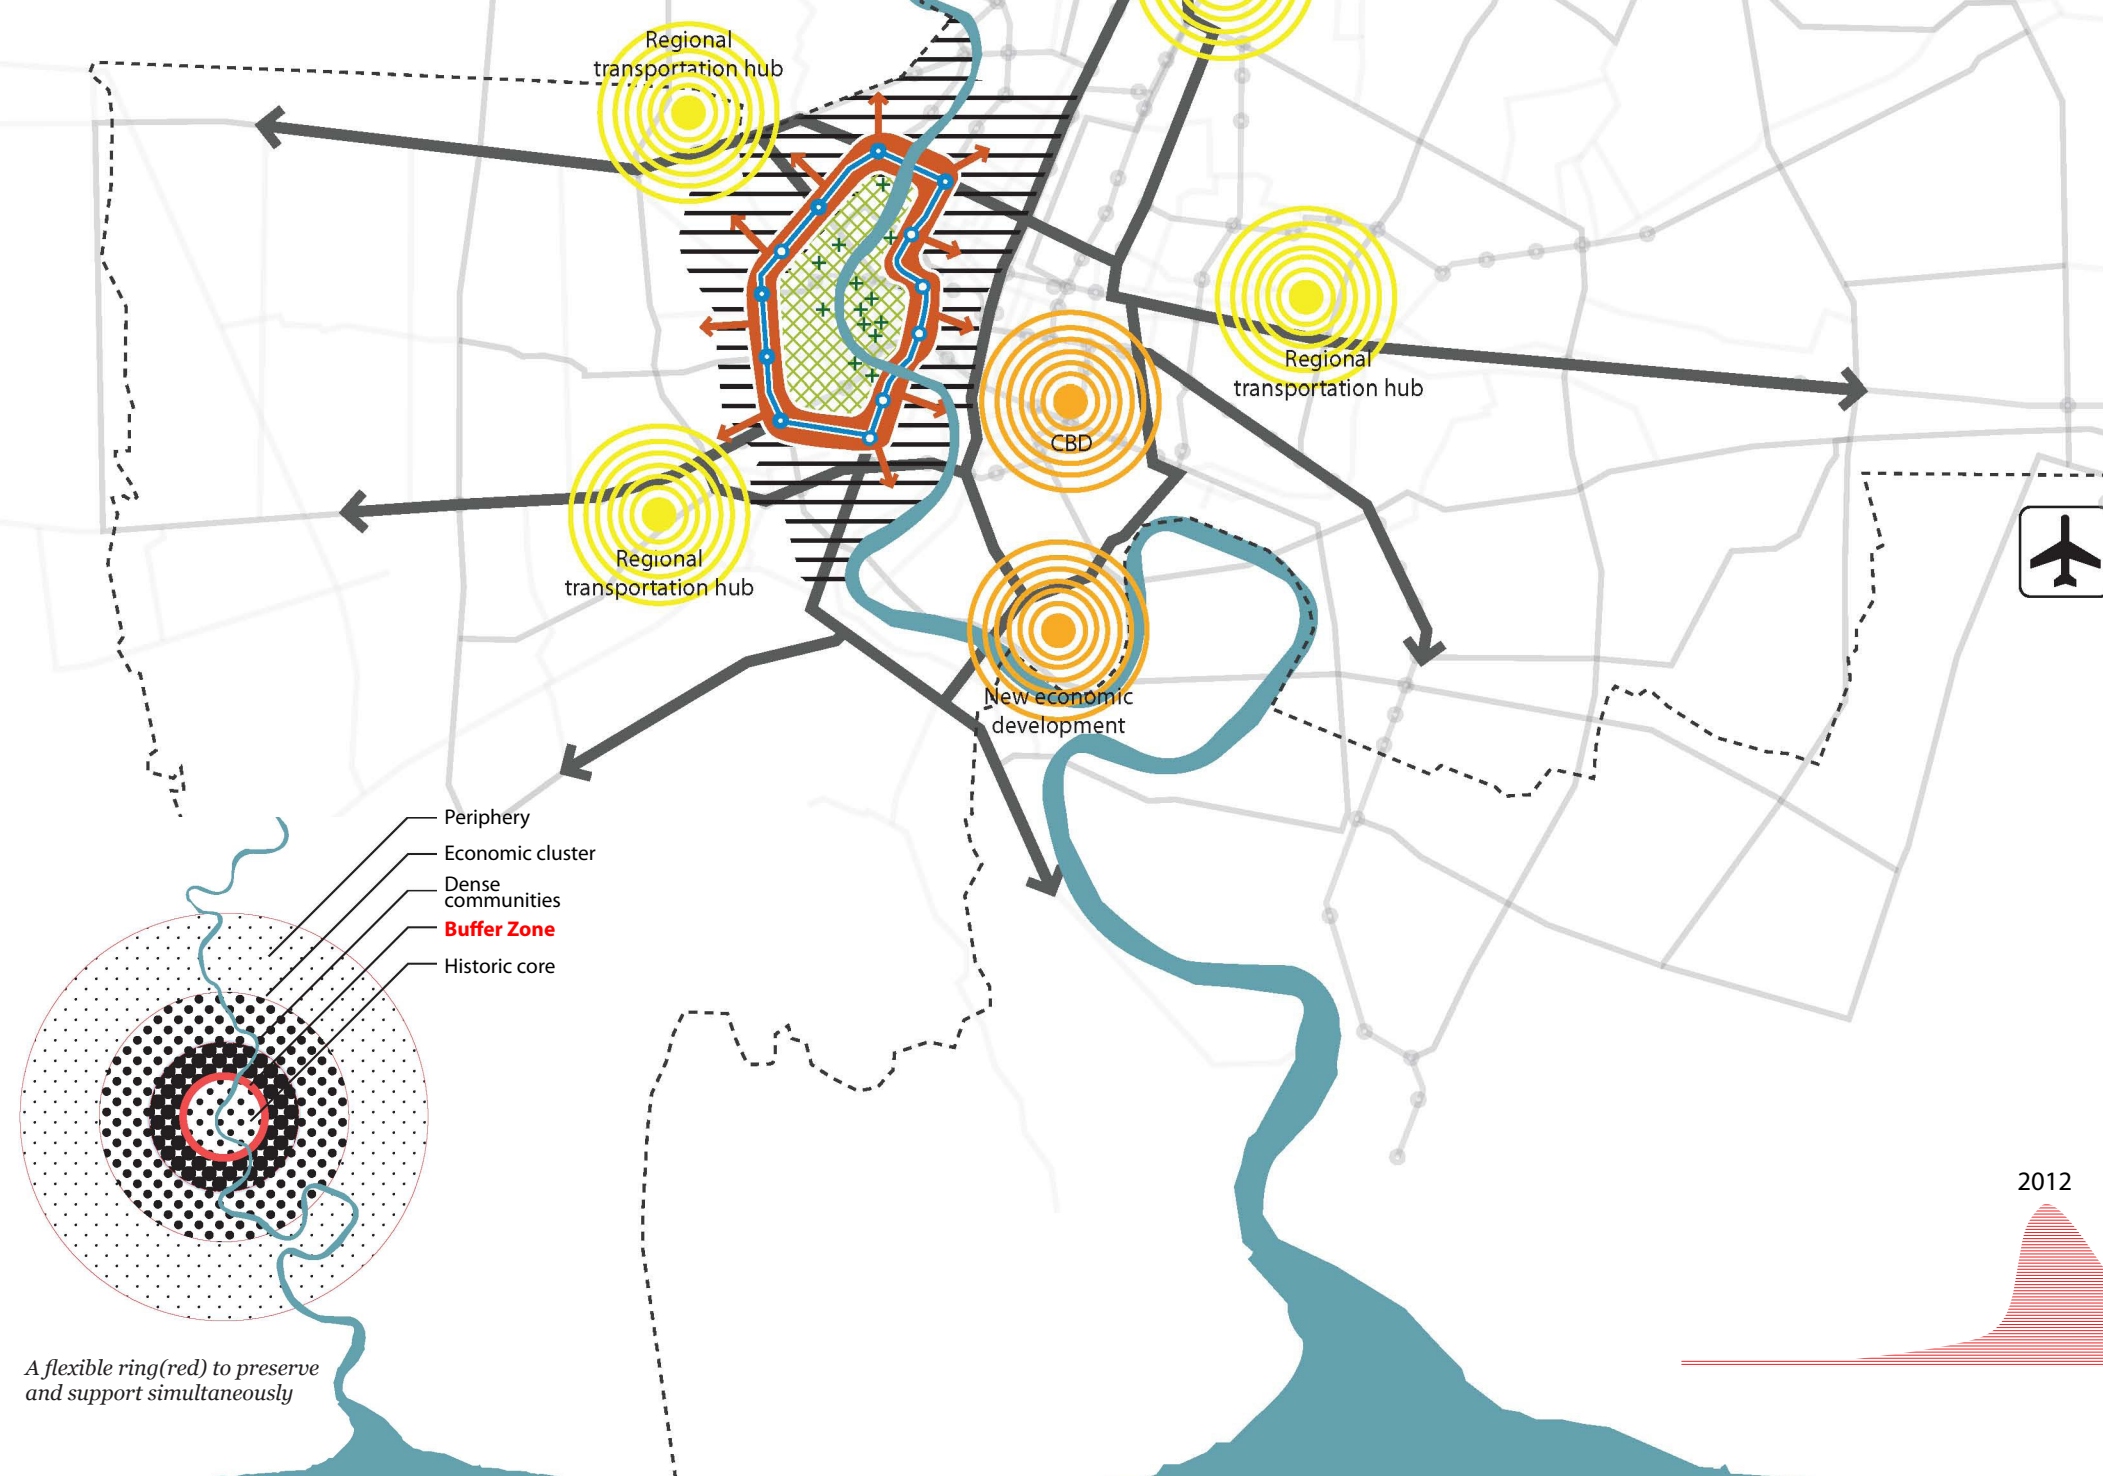 Regional
transportation hub
Regional
transportation hub
CBD
Regional
transportation hub
New economic
development
Periphery
Economic cluster
Dense
communities
Buffer Zone
Historic core
2012
A flexible ring(red) to preserve
and support simultaneously